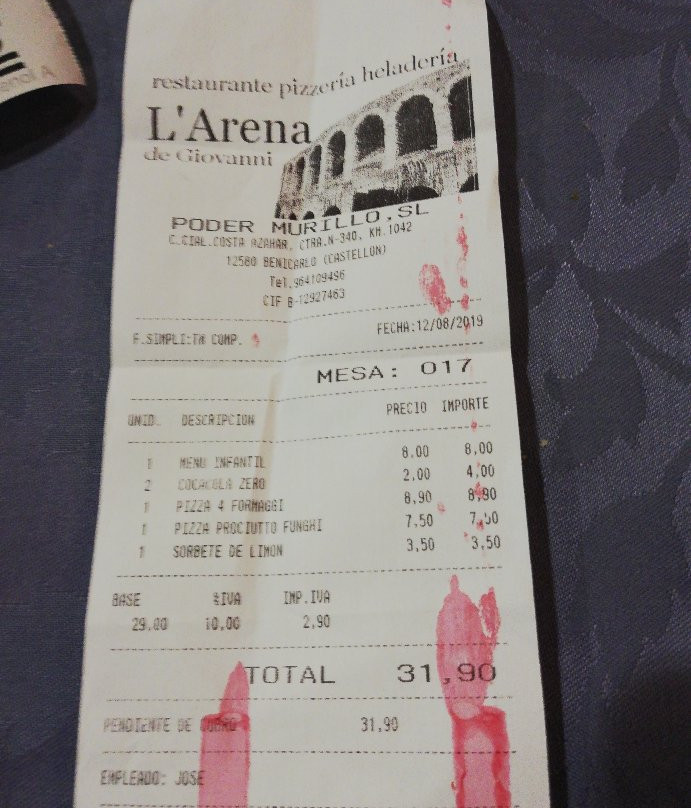 restaurante pizzería heladería
L'Arena
de Giovanni
PODER MURILLO,SL
C.CIAL.COSTA AZAHAR, CTRA.N-340, KM.1042
12580 BENICARLO (CASTELLON)
Tel.964109496
CIF B-12927463
FECHA:12/08/2019
F.SIMPLI:TM COMP.
MESA: 017
UNID. DESCRIPCION PRECIO IMPORTE
1 MENU INFANTIL 8,00 8,00
2 COCACOLA ZERO 2,00 4,00
1 PIZZA 4 FORMAGGI 8,90 8,90
1 PIZZA PROCIUTTO FUNGHI 7,50 7,50
1 SORBETE DE LIMON 3,50 3,50
BASE %IVA IMP.IVA
29,00 10,00 2,90
TOTAL 31,90
PENDIENTE DE COBRO 31,90
EMPLEADO: JOSE